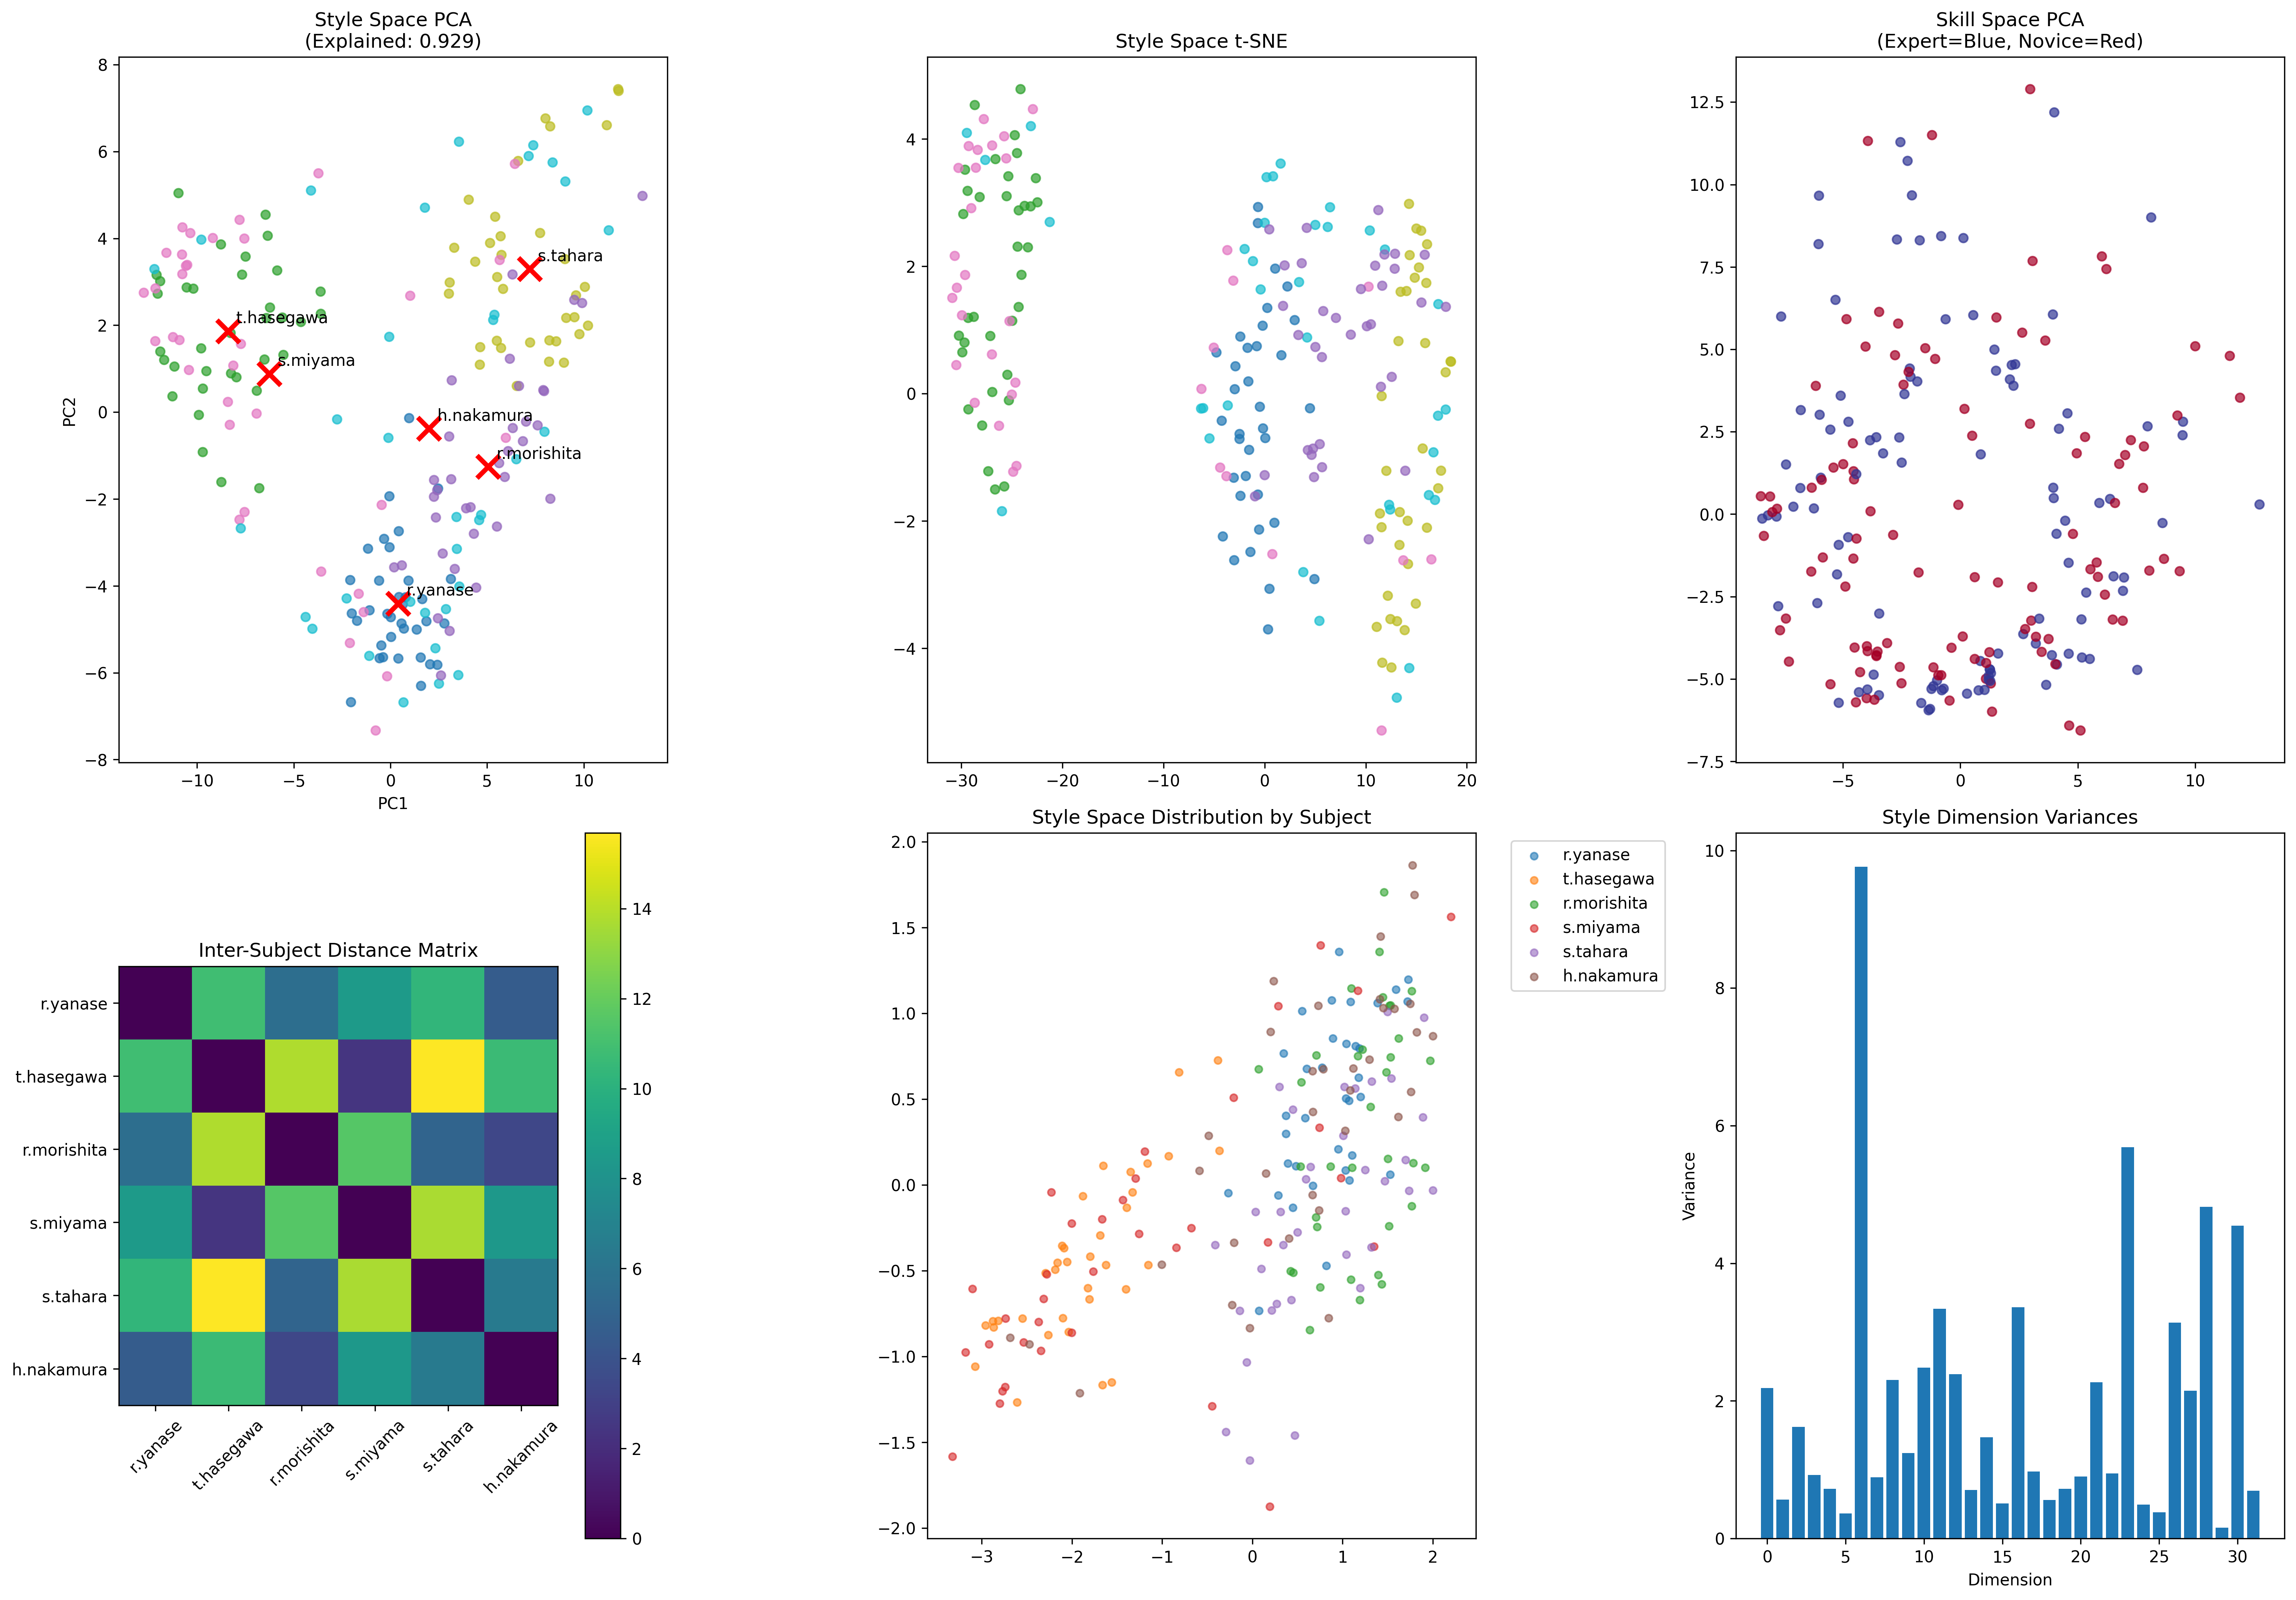 Style Space PCA
(Explained: 0.929)
8
6
4
2
0
−2
−4
−6
−8
PC2
s.tahara
t.hasegawa
s.miyama
h.nakamura
r.morishita
r.yanase
−10
−5
0
5
10
PC1
Style Space t-SNE
4
2
0
−2
−4
−30
−20
−10
0
10
20
Skill Space PCA
(Expert=Blue, Novice=Red)
12.5
10.0
7.5
5.0
2.5
0.0
−2.5
−5.0
−7.5
−5
0
5
10
Inter-Subject Distance Matrix
r.yanase
t.hasegawa
r.morishita
s.miyama
s.tahara
h.nakamura
r.yanase
t.hasegawa
r.morishita
s.miyama
s.tahara
h.nakamura
14
12
10
8
6
4
2
0
Style Space Distribution by Subject
2.0
1.5
1.0
0.5
0.0
−0.5
−1.0
−1.5
−2.0
−3
−2
−1
0
1
2
r.yanase
t.hasegawa
r.morishita
s.miyama
s.tahara
h.nakamura
Style Dimension Variances
10
8
6
4
2
0
Variance
0
5
10
15
20
25
30
Dimension